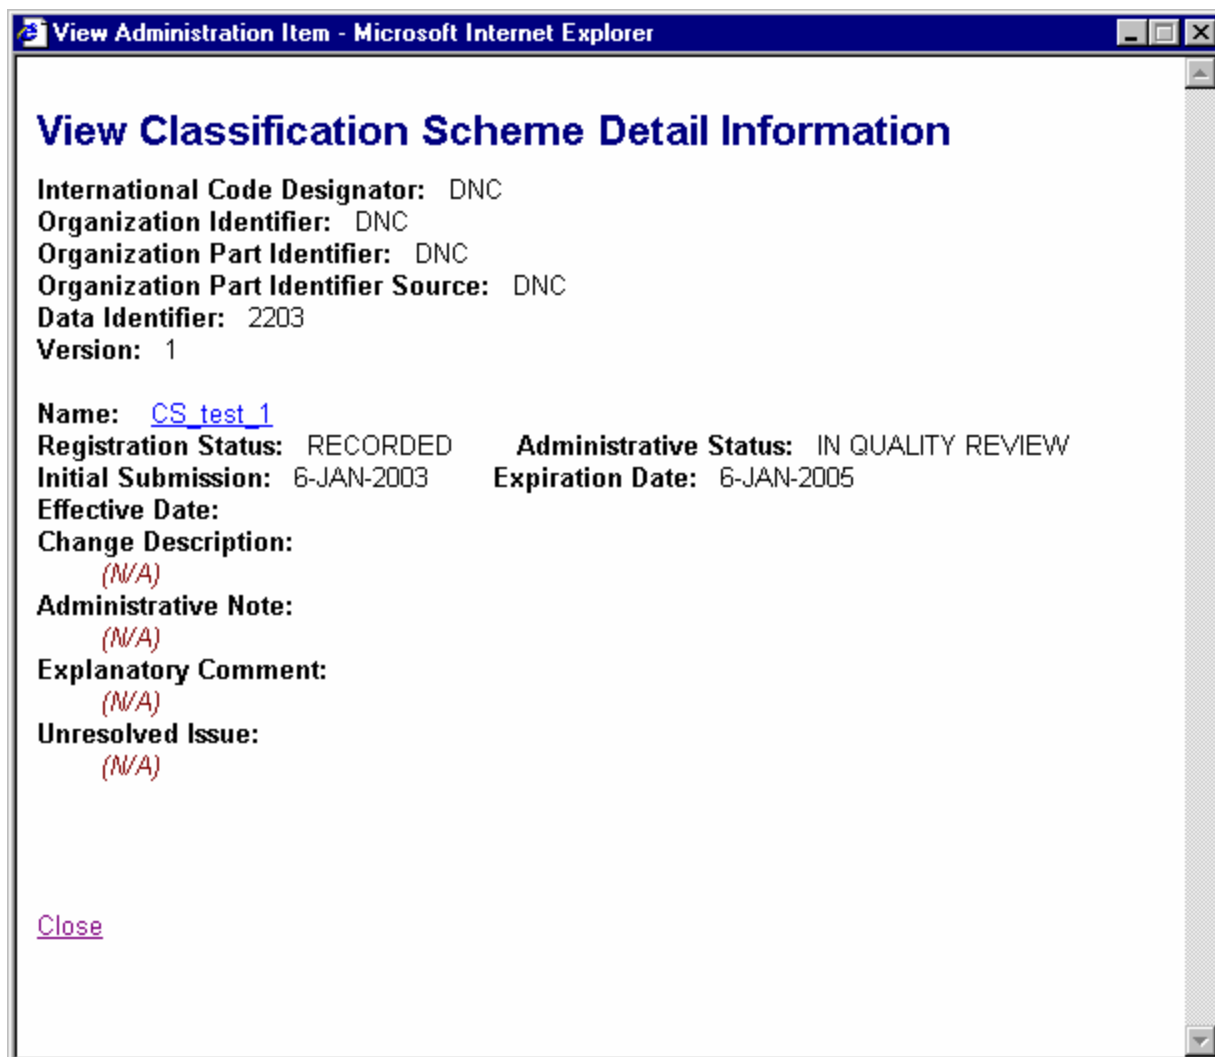 View Administration Item - Microsoft Internet Explorer
View Classification Scheme Detail Information
International Code Designator: DNC
Organization Identifier: DNC
Organization Part Identifier: DNC
Organization Part Identifier Source: DNC
Data Identifier: 2203
Version: 1
Name: CS_test_1
Registration Status: RECORDED Administrative Status: IN QUALITY REVIEW
Initial Submission: 6-JAN-2003 Expiration Date: 6-JAN-2005
Effective Date:
Change Description:
(N/A)
Administrative Note:
(N/A)
Explanatory Comment:
(N/A)
Unresolved Issue:
(N/A)
Close